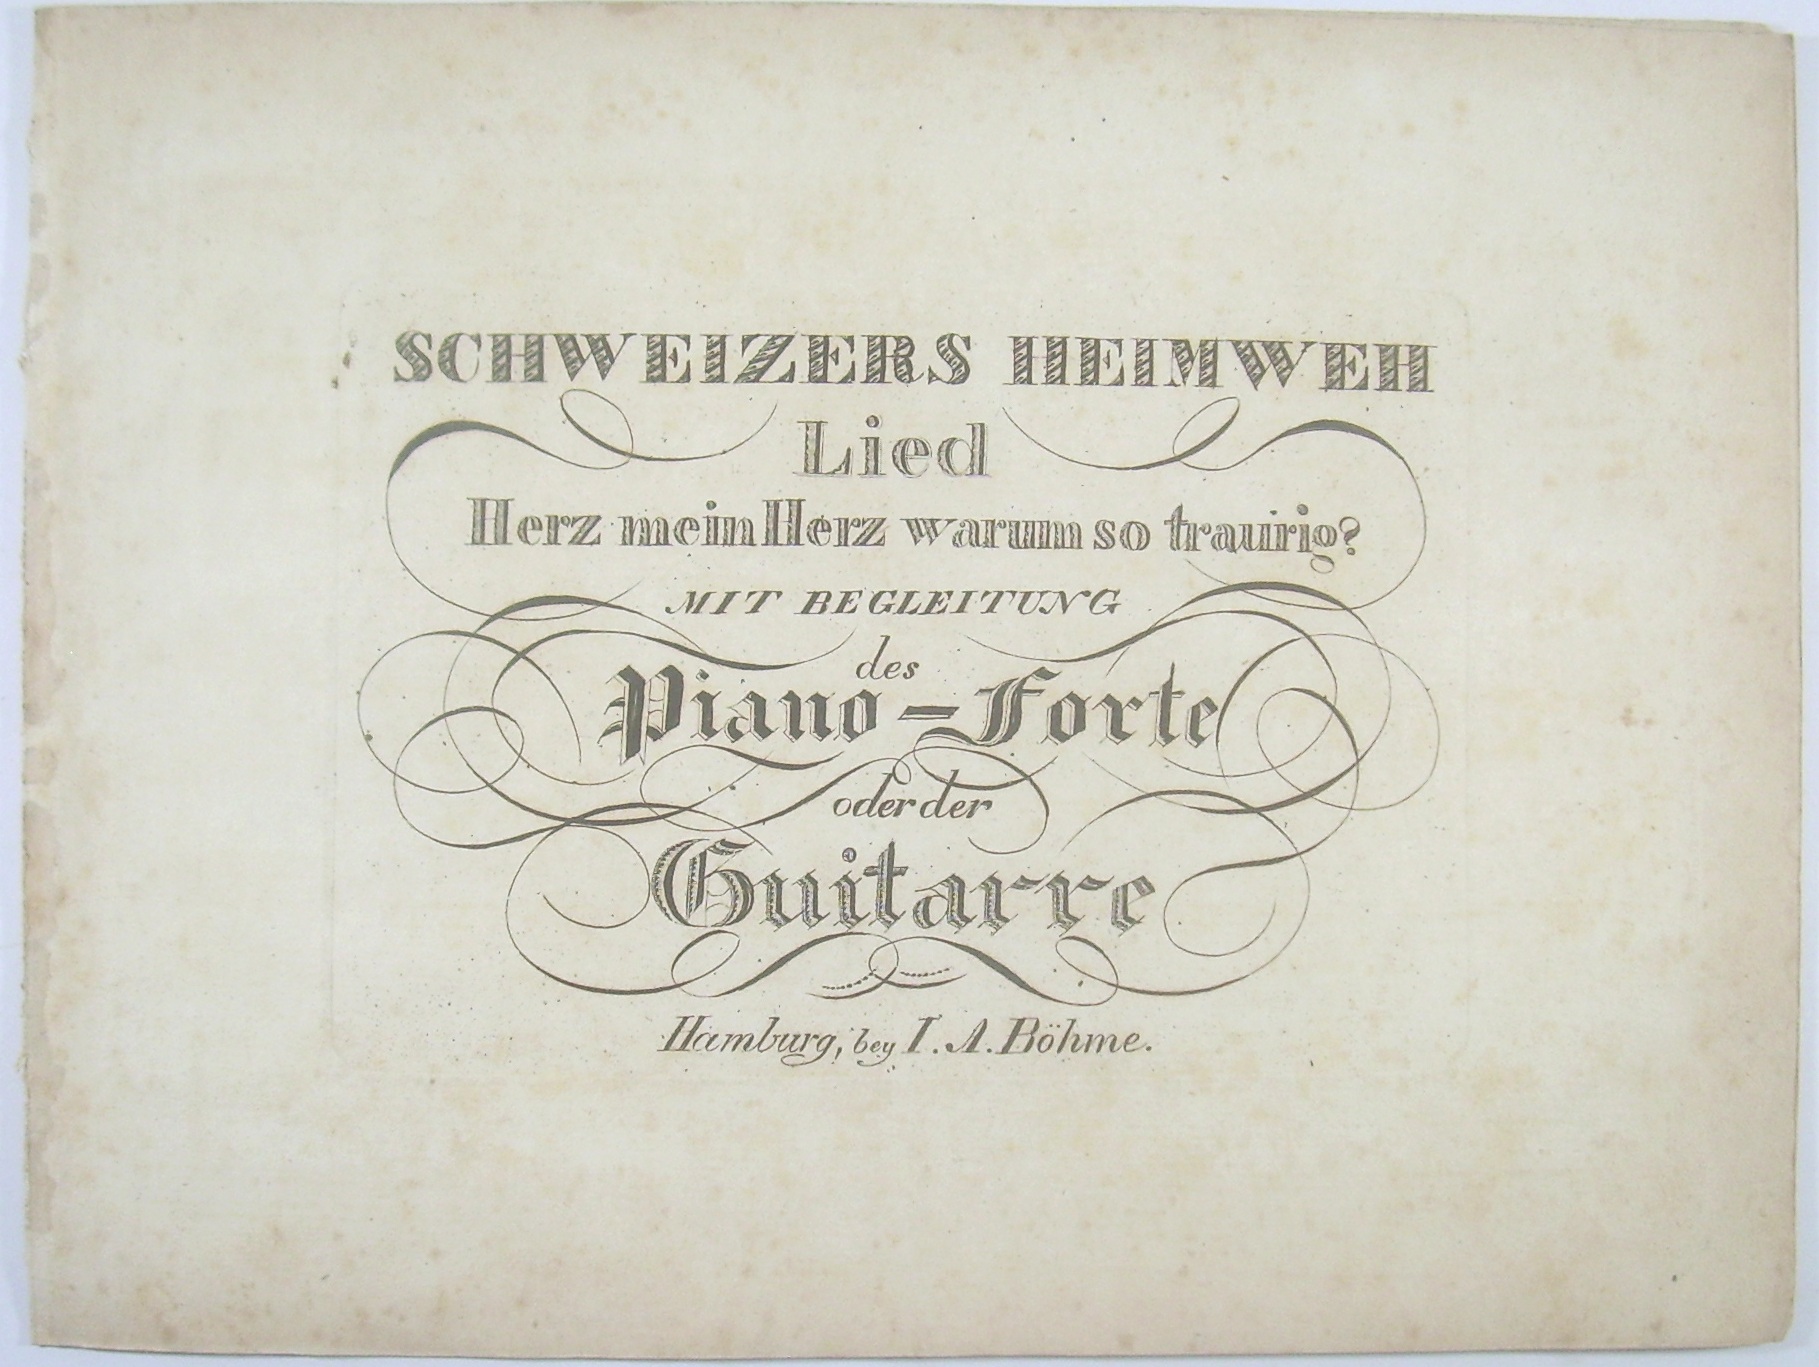 SCHWEIZERS HEIMWEH
Lied
Herz mein Herz warum so traurig?
MIT BEGLEITUNG
des
Piano-Forte
oder der
Guitarre
Hamburg, bey I. A. Böhme.